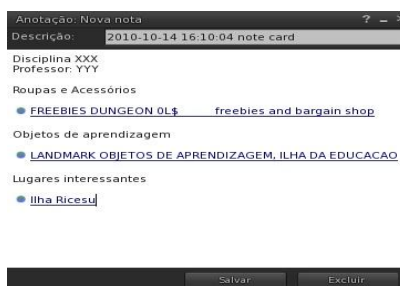 Anotação: Nova nota ? _ ×
Descrição: 2010-10-14 16:10:04 note card
Disciplina XXX
Professor: YYY
Roupas e Acessórios
FREEBIES DUNGEON 0L$ freebies and bargain shop
Objetos de aprendizagem
LANDMARK OBJETOS DE APRENDIZAGEM, ILHA DA EDUCACAO
Lugares interessantes
Ilha Ricesu
Salvar Excluir